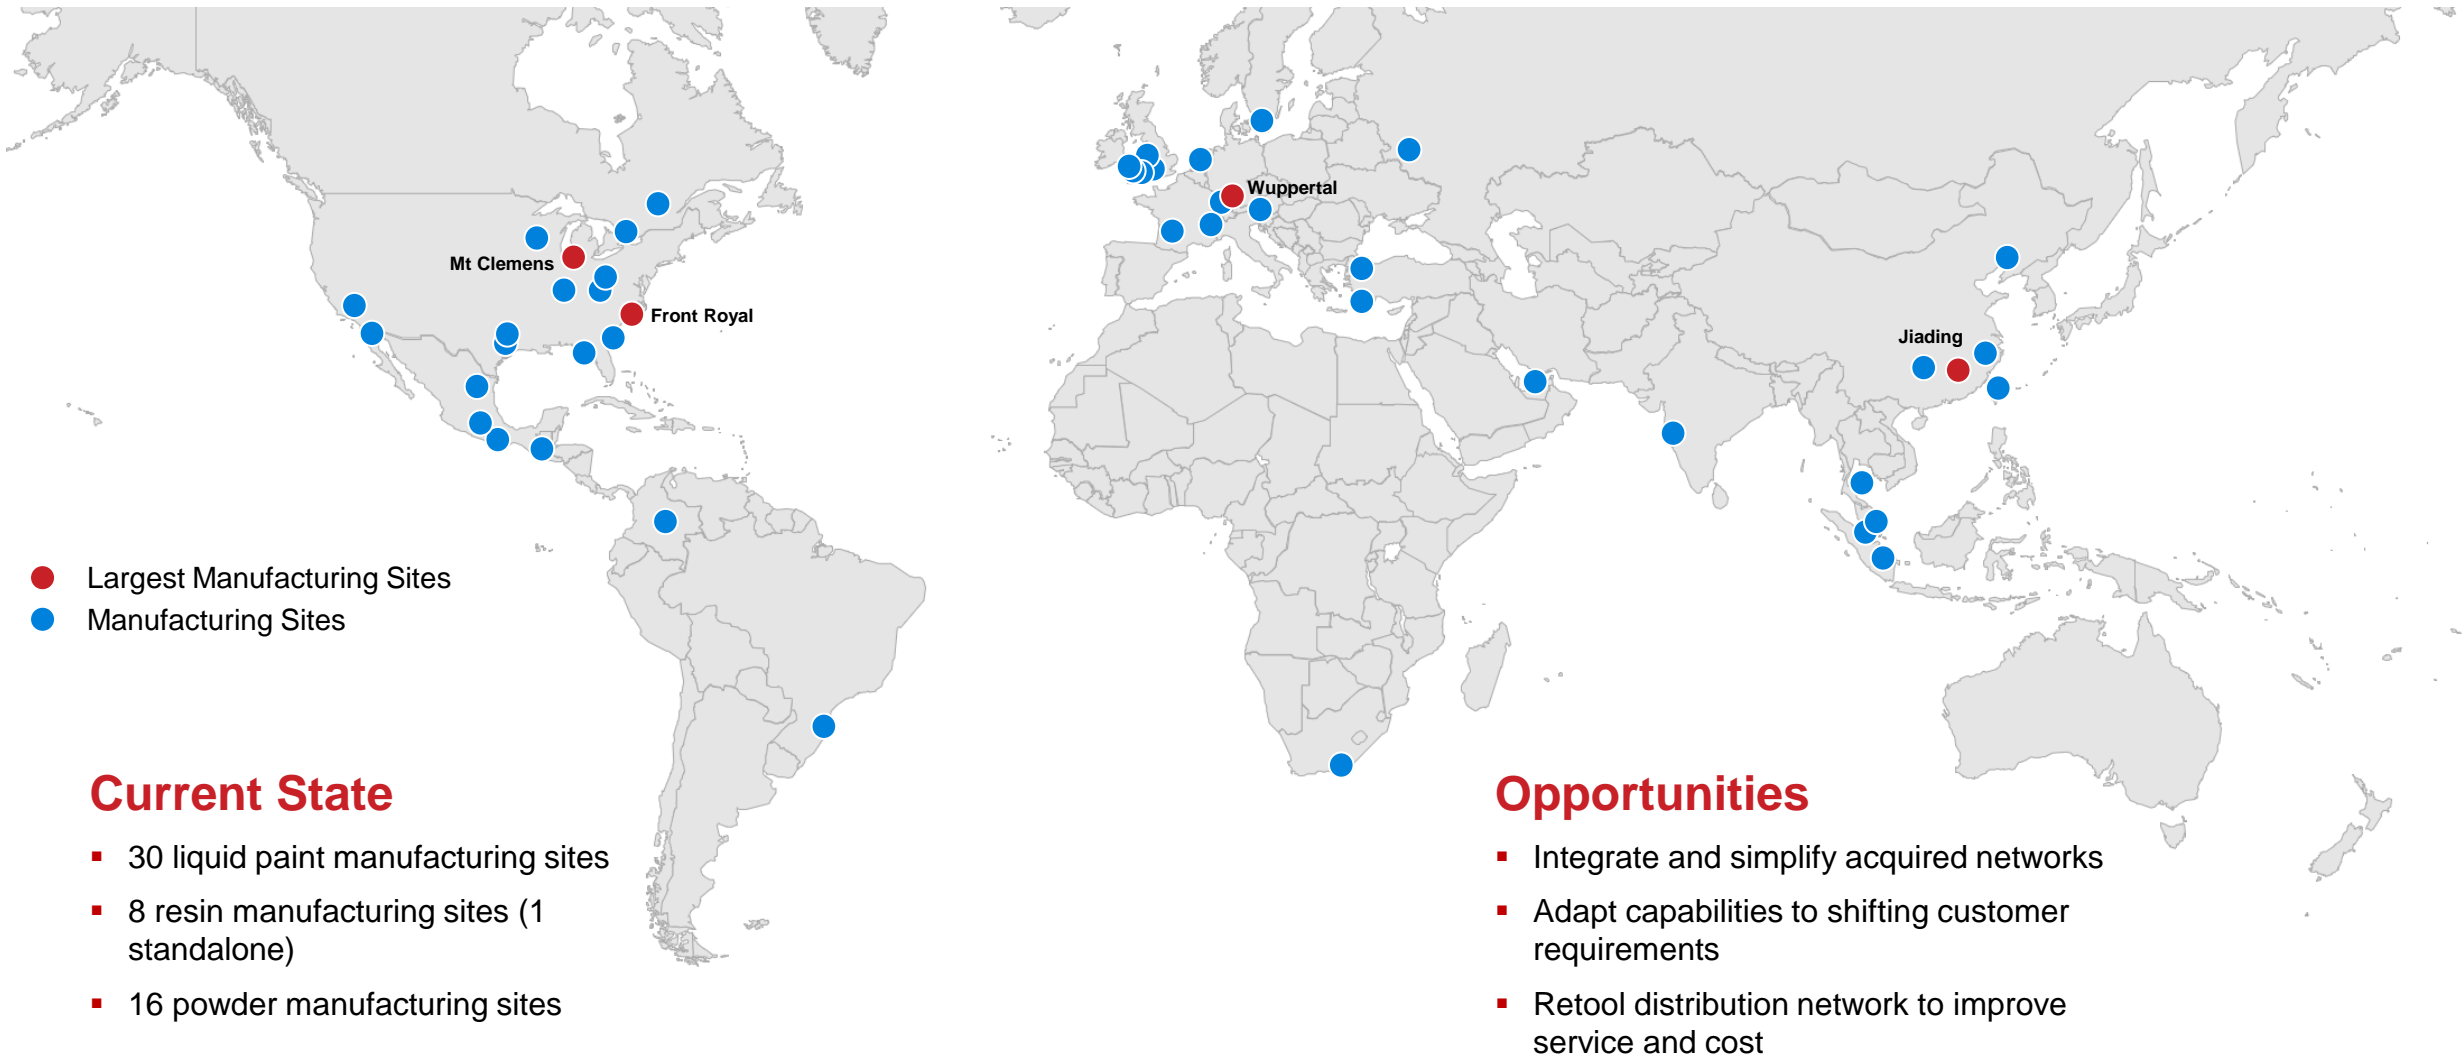 Wuppertal
Mt Clemens
Front Royal
Jiading
Largest Manufacturing Sites
Manufacturing Sites
Current State
▪ 30 liquid paint manufacturing sites
▪ 8 resin manufacturing sites (1
standalone)
▪ 16 powder manufacturing sites
Opportunities
▪ Integrate and simplify acquired networks
▪ Adapt capabilities to shifting customer
requirements
▪ Retool distribution network to improve
service and cost